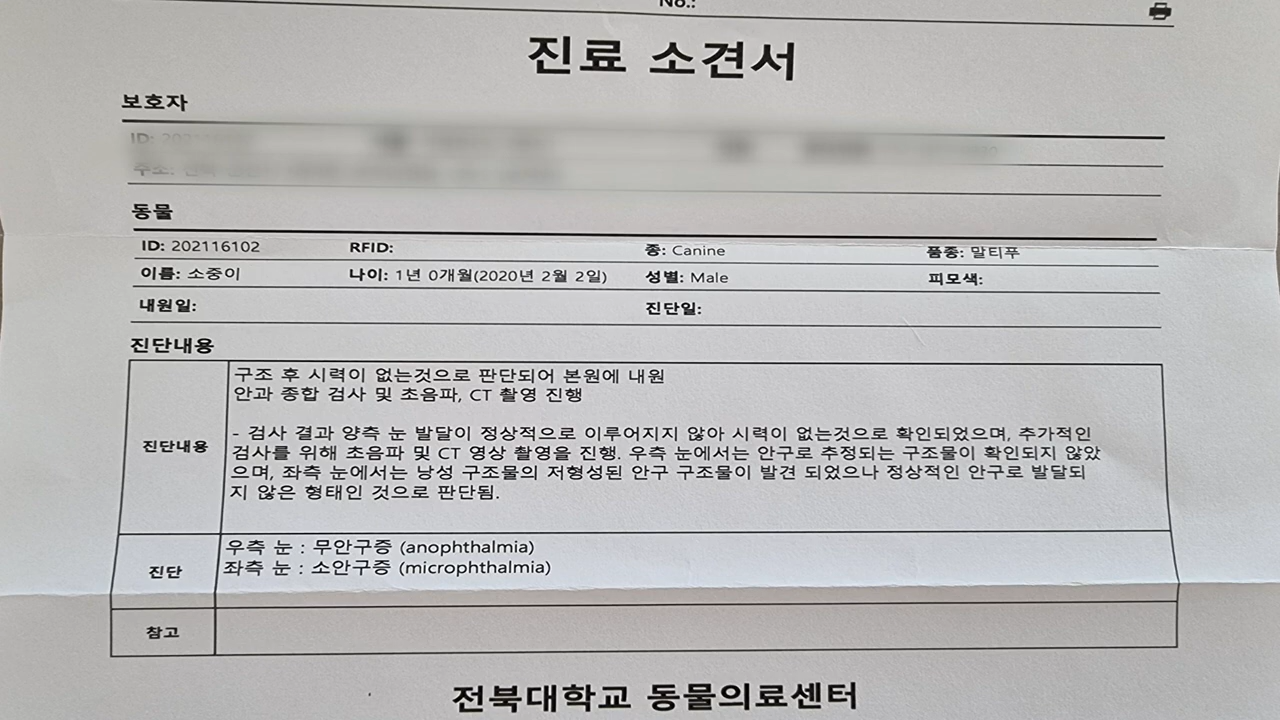 No.:
진료 소견서
보호자
동물
ID: 202116102 RFID: 종: Canine 품종: 말티푸
이름: 소중이 나이: 1년 0개월(2020년 2월 2일) 성별: Male 피모색:
내원일: 진단일:
진단내용
진단내용
구조 후 시력이 없는것으로 판단되어 본원에 내원
안과 종합 검사 및 초음파, CT 촬영 진행
- 검사 결과 양측 눈 발달이 정상적으로 이루어지지 않아 시력이 없는것으로 확인되었으며, 추가적인
검사를 위해 초음파 및 CT 영상 촬영을 진행. 우측 눈에서는 안구로 추정되는 구조물이 확인되지 않았
으며, 좌측 눈에서는 낭성 구조물의 저형성된 안구 구조물이 발견 되었으나 정상적인 안구로 발달되
지 않은 형태인 것으로 판단됨.
진단
우측 눈 : 무안구증 (anophthalmia)
좌측 눈 : 소안구증 (microphthalmia)
참고
전북대학교 동물의료센터